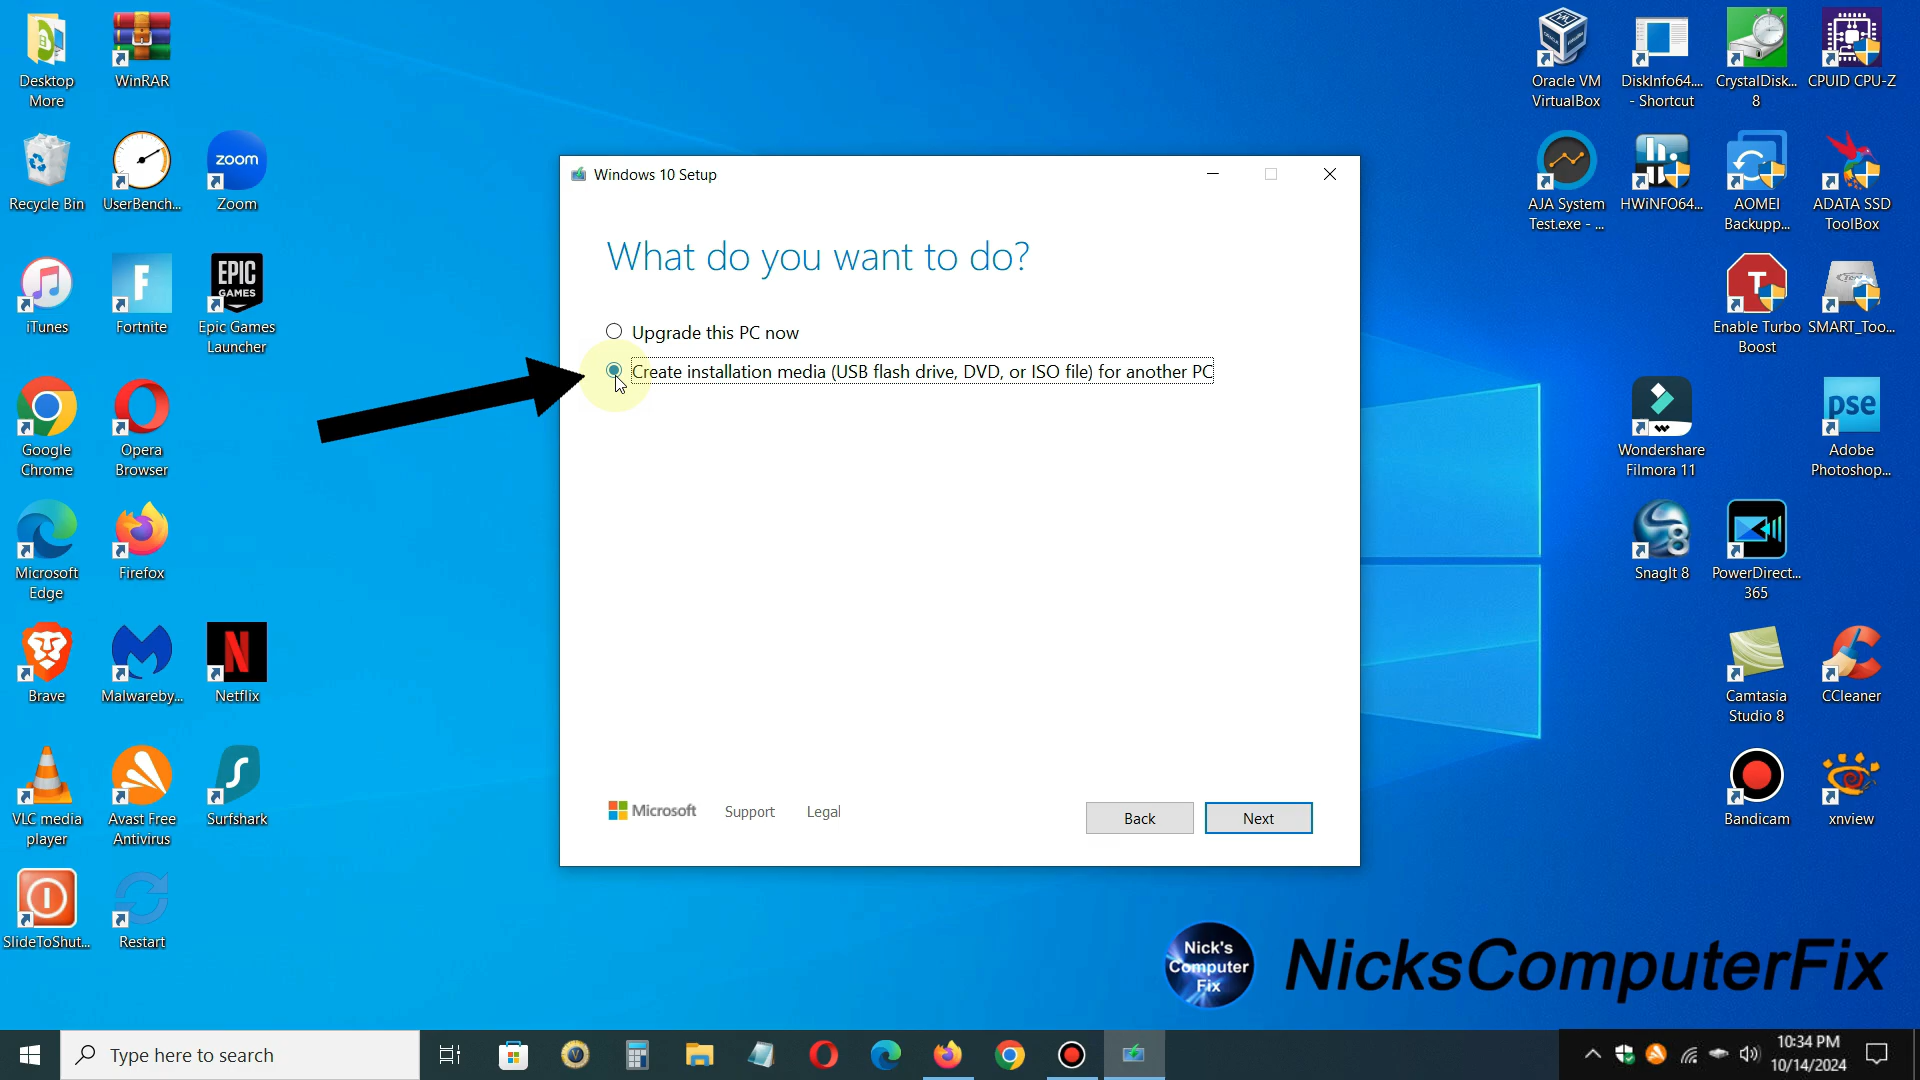 Desktop
More
WinRAR
Recycle Bin
UserBench...
zoom
Zoom
iTunes
F
Fortnite
EPIC
GAMES
Epic Games
Launcher
Google
Chrome
Opera
Browser
Microsoft
Edge
Firefox
Brave
Malwareby...
N
Netflix
VLC media
player
Avast Free
Antivirus
Surfshark
SlideToShut...
Restart
Windows 10 Setup
What do you want to do?
Upgrade this PC now
Create installation media (USB flash drive, DVD, or ISO file) for another PC
Microsoft
Support
Legal
Back
Next
Oracle VM
VirtualBox
DiskInfo64....
- Shortcut
CrystalDisk...
8
CPUID CPU-Z
AJA System
Test.exe - ...
HWiNFO64...
AOMEI
Backupp...
ADATA SSD
ToolBox
T
Enable Turbo
Boost
SMART_Too...
Wondershare
Filmora 11
pse
Adobe
Photoshop...
8
SnagIt 8
PowerDirect...
365
Camtasia
Studio 8
CCleaner
Bandicam
xnview
Nick's
Computer
Fix
NicksComputerFix
Type here to search
10:34 PM
10/14/2024